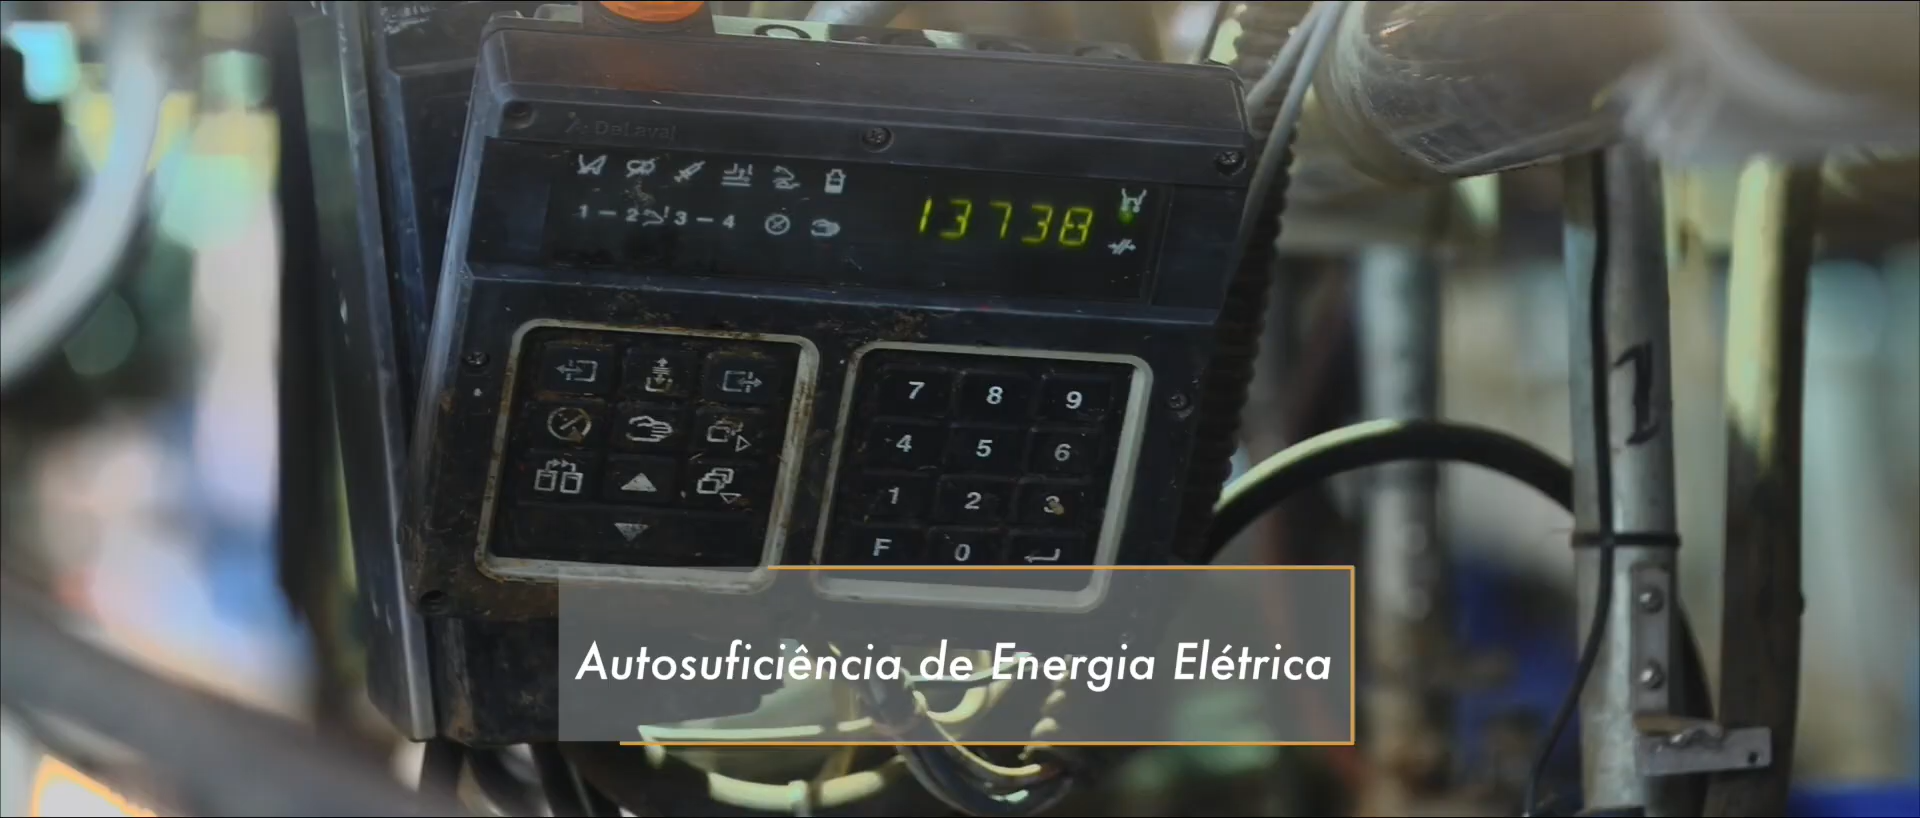 DeLaval
1 - 2 3 - 4
13738
7 8 9
4 5 6
1 2 3
F 0
1
Autosuficiência de Energia Elétrica